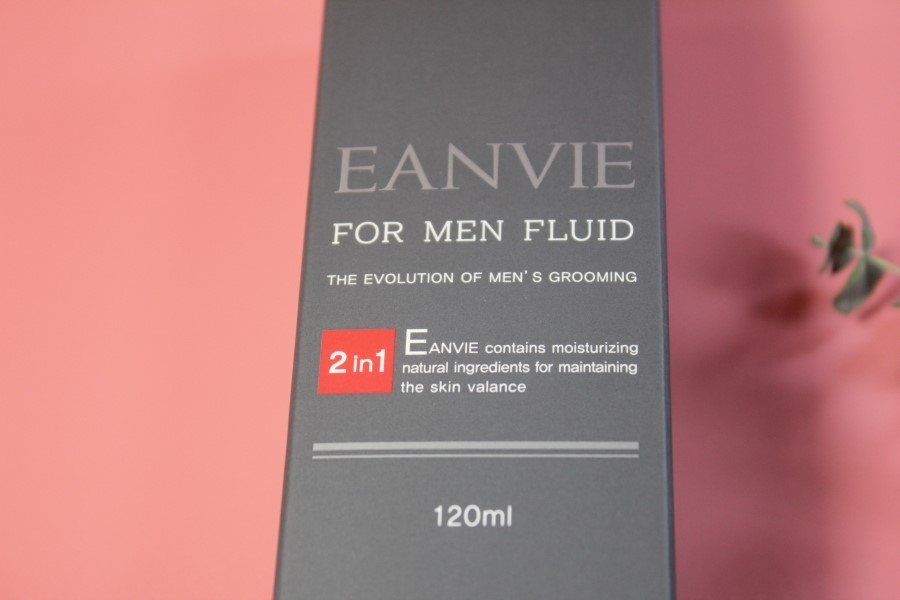 EANVIE
FOR MEN FLUID
THE EVOLUTION OF MEN'S GROOMING
2in1
EANVIE contains moisturizing
natural ingredients for maintaining
the skin valance
120ml